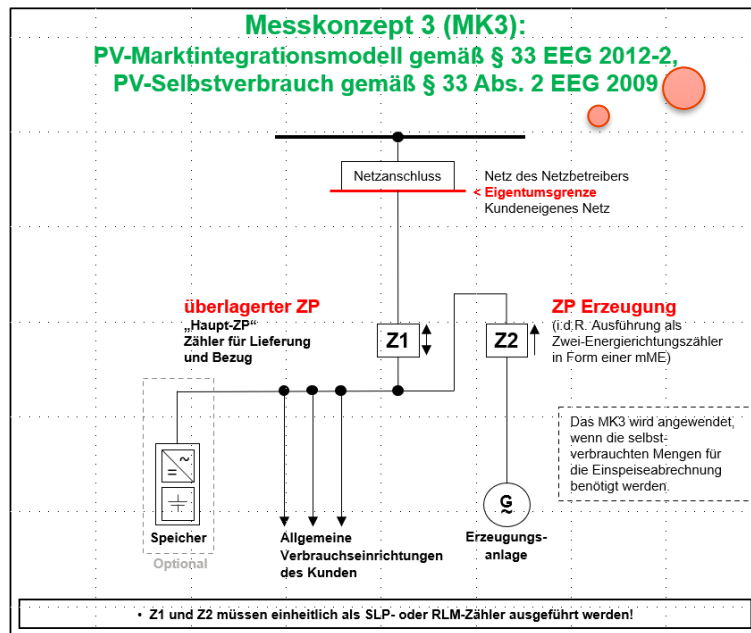 Messkonzept 3 (MK3):
PV-Marktintegrationsmodell gemäß § 33 EEG 2012-2,
PV-Selbstverbrauch gemäß § 33 Abs. 2 EEG 2009
Netzanschluss
Netz des Netzbetreibers
< Eigentumsgrenze
Kundeneigenes Netz
überlagerter ZP
„Haupt-ZP“
Zähler für Lieferung
und Bezug
Z1
Z2
ZP Erzeugung
(i.d.R. Ausführung als
Zwei-Energierichtungszähler
in Form einer mME)
Das MK3 wird angewendet,
wenn die selbst-
verbrauchten Mengen für
die Einspeiseabrechnung
benötigt werden.
~
=
G
~
Speicher
Optional
Allgemeine
Verbrauchseinrichtungen
des Kunden
Erzeugungs-
anlage
• Z1 und Z2 müssen einheitlich als SLP- oder RLM-Zähler ausgeführt werden!